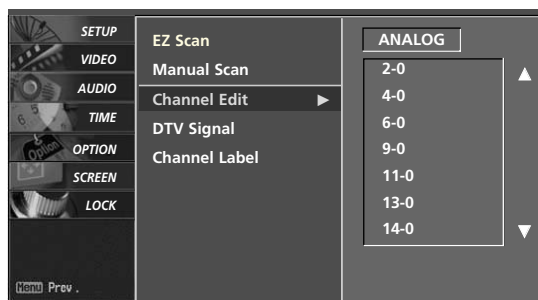 SETUP
VIDEO
AUDIO
TIME
OPTION
SCREEN
LOCK
Menu Prev.
EZ Scan
Manual Scan
Channel Edit ▶
DTV Signal
Channel Label
ANALOG
2-0
4-0
6-0
9-0
11-0
13-0
14-0